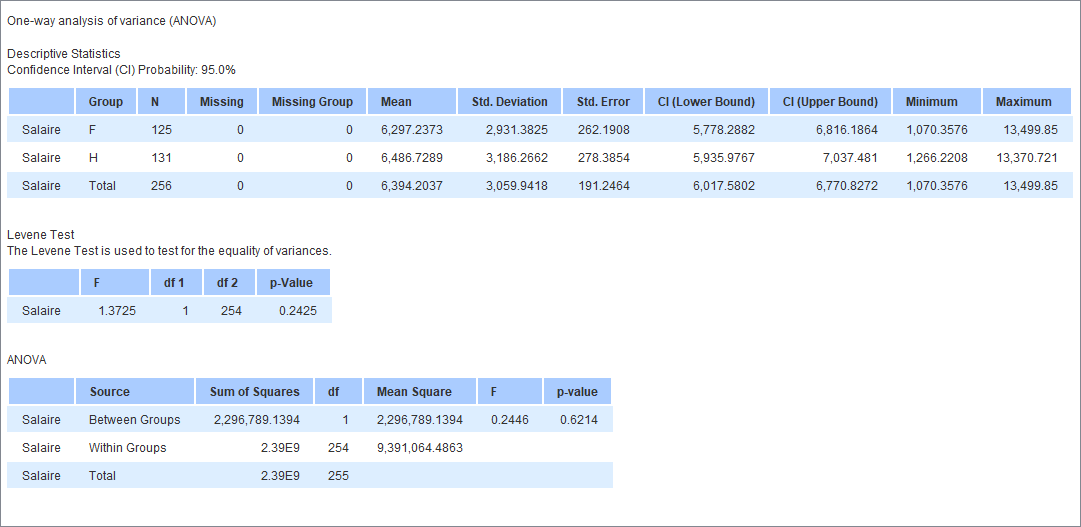 One-way analysis of variance (ANOVA)
Descriptive Statistics
Confidence Interval (CI) Probability: 95.0%
Group N Missing Missing Group Mean Std. Deviation Std. Error CI (Lower Bound) CI (Upper Bound) Minimum Maximum
Salaire F 125 0 0 6,297.2373 2,931.3825 262.1908 5,778.2882 6,816.1864 1,070.3576 13,499.85
Salaire H 131 0 0 6,486.7289 3,186.2662 278.3854 5,935.9767 7,037.481 1,266.2208 13,370.721
Salaire Total 256 0 0 6,394.2037 3,059.9418 191.2464 6,017.5802 6,770.8272 1,070.3576 13,499.85
Levene Test
The Levene Test is used to test for the equality of variances.
F df 1 df 2 p-Value
Salaire 1.3725 1 254 0.2425
ANOVA
Source Sum of Squares df Mean Square F p-value
Salaire Between Groups 2,296,789.1394 1 2,296,789.1394 0.2446 0.6214
Salaire Within Groups 2.39E9 254 9,391,064.4863
Salaire Total 2.39E9 255